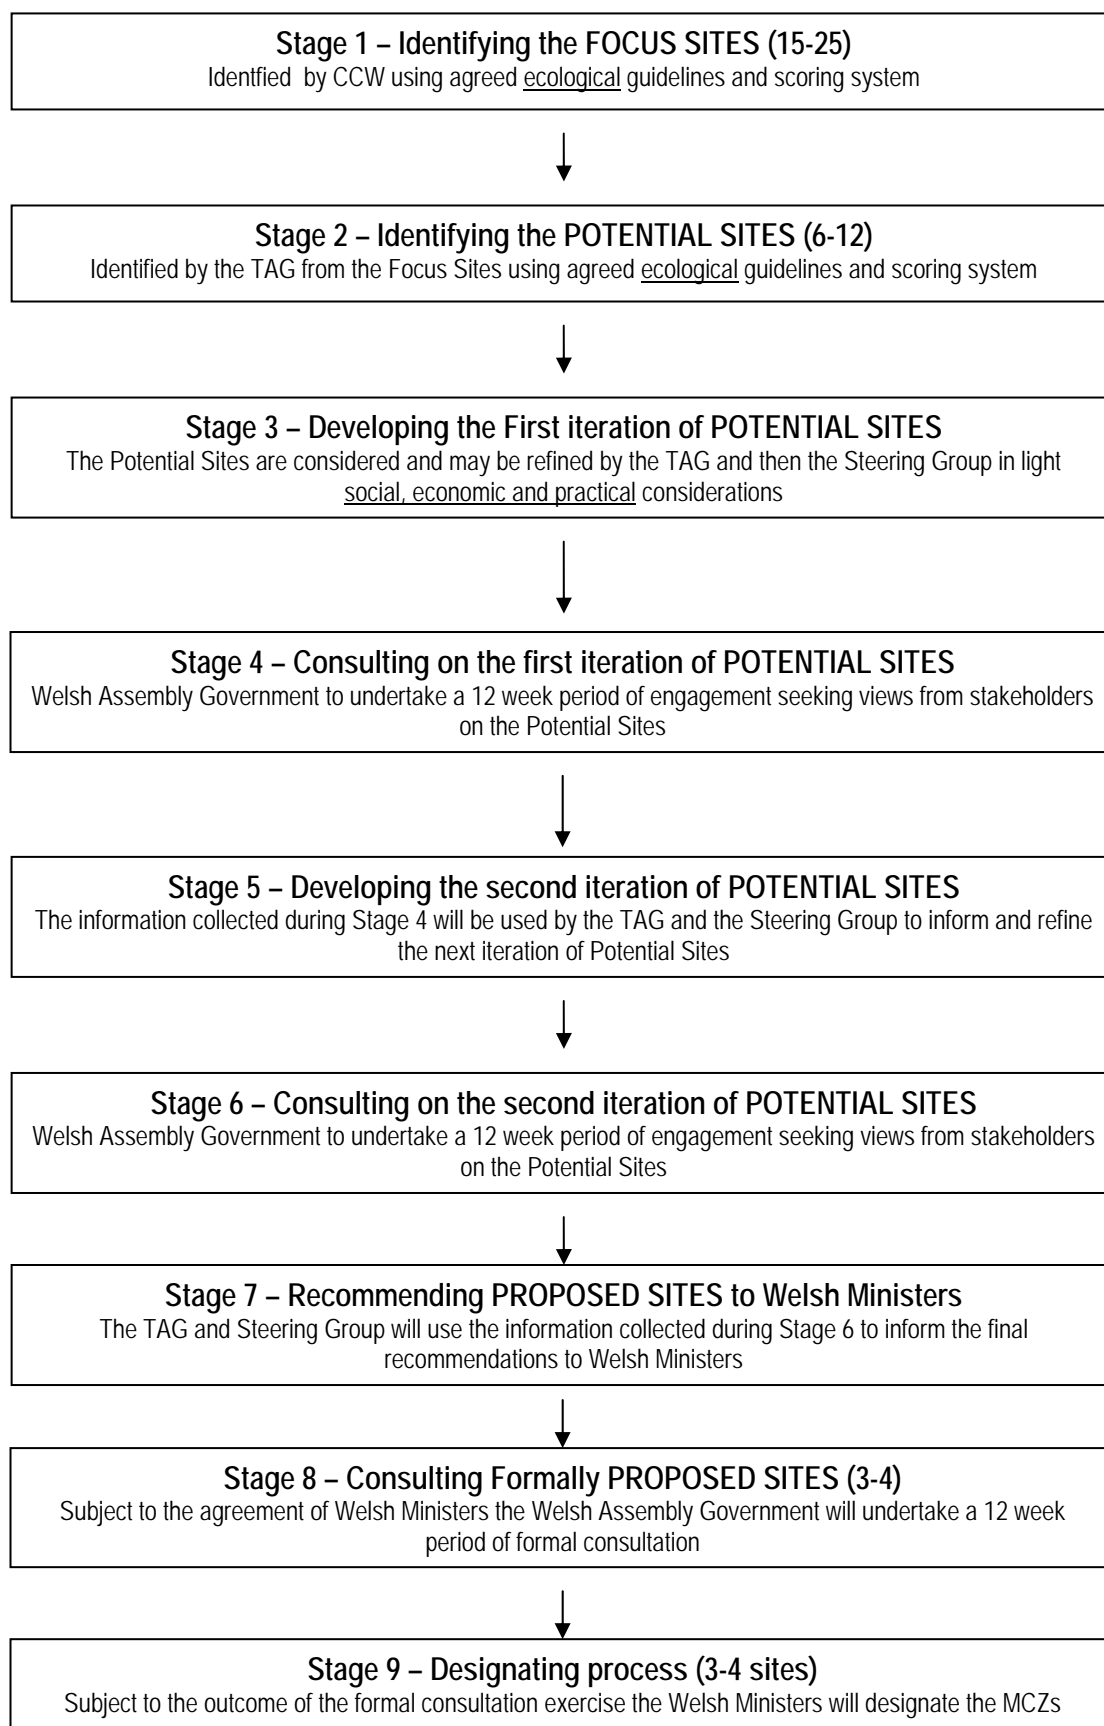 Stage 1 – Identifying the FOCUS SITES (15-25)
Identfied  by CCW using agreed ecological guidelines and scoring system
Stage 2 – Identifying the POTENTIAL SITES (6-12)
Identified by the TAG from the Focus Sites using agreed ecological guidelines and scoring system
Stage 3 – Developing the First iteration of POTENTIAL SITES
The Potential Sites are considered and may be refined by the TAG and then the Steering Group in light
social, economic and practical considerations
Stage 4 – Consulting on the first iteration of POTENTIAL SITES
Welsh Assembly Government to undertake a 12 week period of engagement seeking views from stakeholders
on the Potential Sites
Stage 5 – Developing the second iteration of POTENTIAL SITES
The information collected during Stage 4 will be used by the TAG and the Steering Group to inform and refine
the next iteration of Potential Sites
Stage 6 – Consulting on the second iteration of POTENTIAL SITES
Welsh Assembly Government to undertake a 12 week period of engagement seeking views from stakeholders
on the Potential Sites
Stage 7 – Recommending PROPOSED SITES to Welsh Ministers
The TAG and Steering Group will use the information collected during Stage 6 to inform the final
recommendations to Welsh Ministers
Stage 8 – Consulting Formally PROPOSED SITES (3-4)
Subject to the agreement of Welsh Ministers the Welsh Assembly Government will undertake a 12 week
period of formal consultation
Stage 9 – Designating process (3-4 sites)
Subject to the outcome of the formal consultation exercise the Welsh Ministers will designate the MCZs